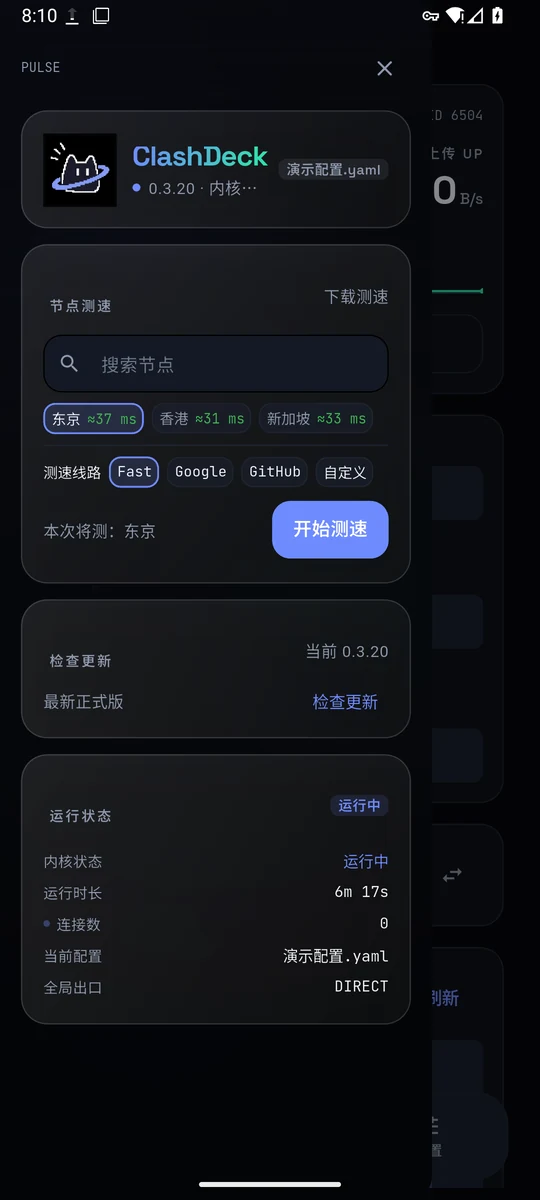 8:10
PULSE
ID 6504
ClashDeck
演示配置.yaml
0.3.20 · 内核···
上传 UP
0 B/s
节点测速
下载测速
搜索节点
东京 ≈37 ms
香港 ≈31 ms
新加坡 ≈33 ms
测速线路
Fast
Google
GitHub
自定义
本次将测: 东京
开始测速
检查更新
当前 0.3.20
最新正式版
检查更新
运行状态
运行中
内核状态
运行中
运行时长
6m 17s
连接数
0
当前配置
演示配置.yaml
全局出口
DIRECT
刷新
置